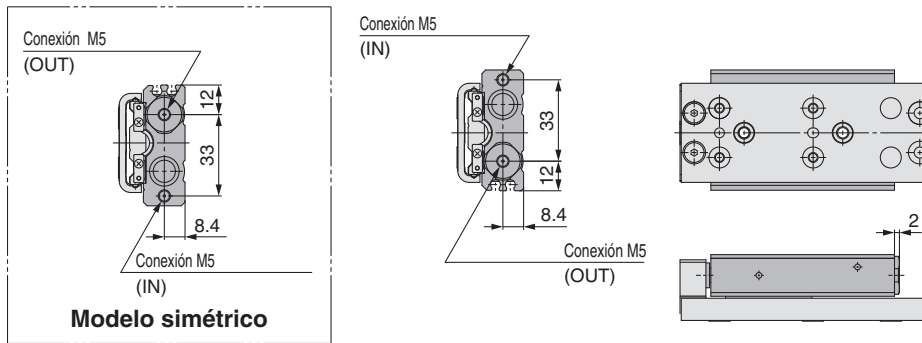 Conexión M5
(OUT)
12
33
8.4
Conexión M5
(IN)
Modelo simétrico
Conexión M5
(IN)
33
12
8.4
Conexión M5
(OUT)
2